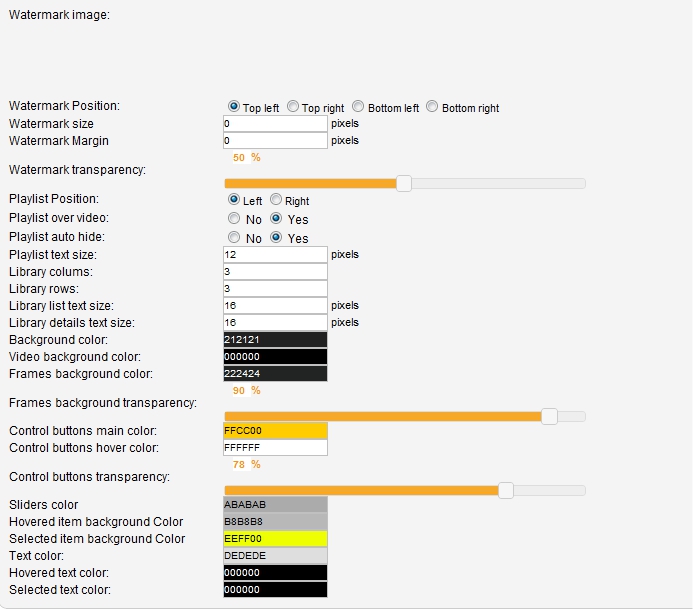 Watermark image:
Watermark Position: Top left Top right Bottom left Bottom right
Watermark size 0 pixels
Watermark Margin 0 pixels
50 %
Watermark transparency:
Playlist Position: Left Right
Playlist over video: No Yes
Playlist auto hide: No Yes
Playlist text size: 12 pixels
Library colums: 3
Library rows: 3
Library list text size: 16 pixels
Library details text size: 16 pixels
Background color: 212121
Video background color: 000000
Frames background color: 222424
90 %
Frames background transparency:
Control buttons main color: FFCC00
Control buttons hover color: FFFFFF
78 %
Control buttons transparency:
Sliders color ABABAB
Hovered item background Color B8B8B8
Selected item background Color EEFF00
Text color: DEDEDE
Hovered text color: 000000
Selected text color: 000000